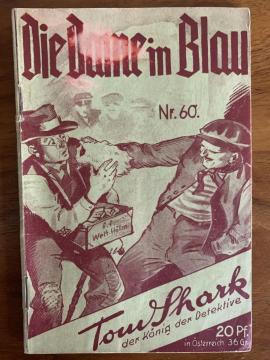 Die Dame in Blau
Nr. 60.
Welt-Helm
Tom Shark
der König der Detektive
20 Pf.
in Österreich 36 Gr.